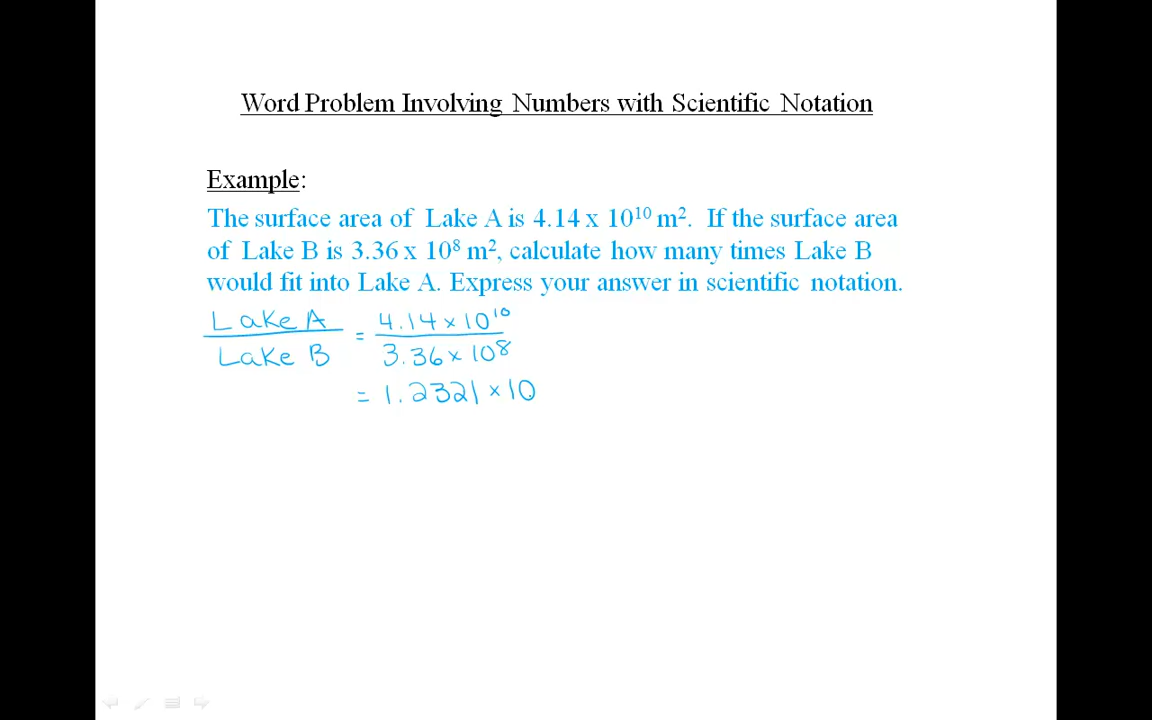 Word Problem Involving Numbers with Scientific Notation
Example:
The surface area of Lake A is 4.14 x 10¹⁰ m². If the surface area
of Lake B is 3.36 x 10⁸ m², calculate how many times Lake B
would fit into Lake A. Express your answer in scientific notation.
Lake A / Lake B = 4.14 × 10¹⁰ / 3.36 × 10⁸
= 1.2321 × 10